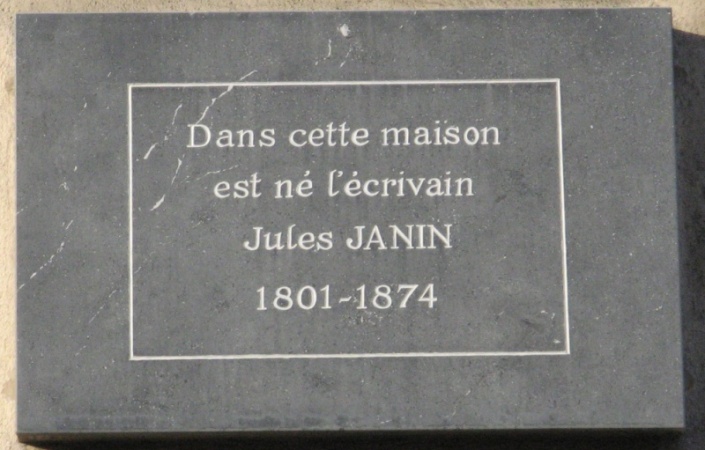 Dans cette maison
est né l'écrivain
Jules JANIN
1801-1874